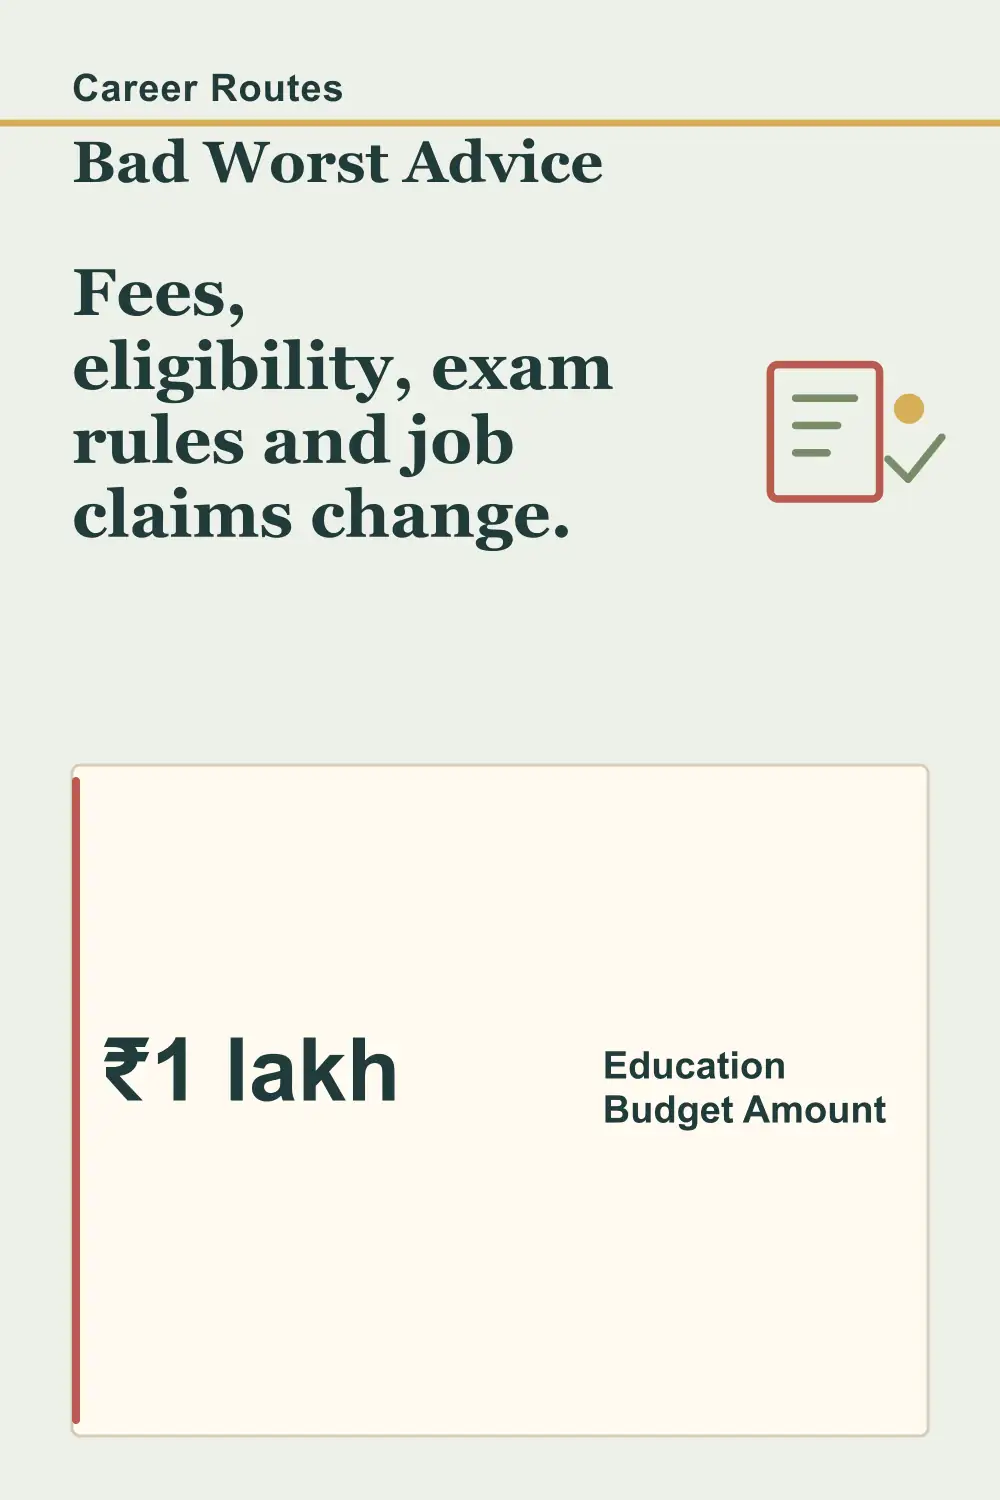 Career Routes
Bad Worst Advice
Fees,
eligibility, exam
rules and job
claims change.
₹1 lakh
Education
Budget Amount